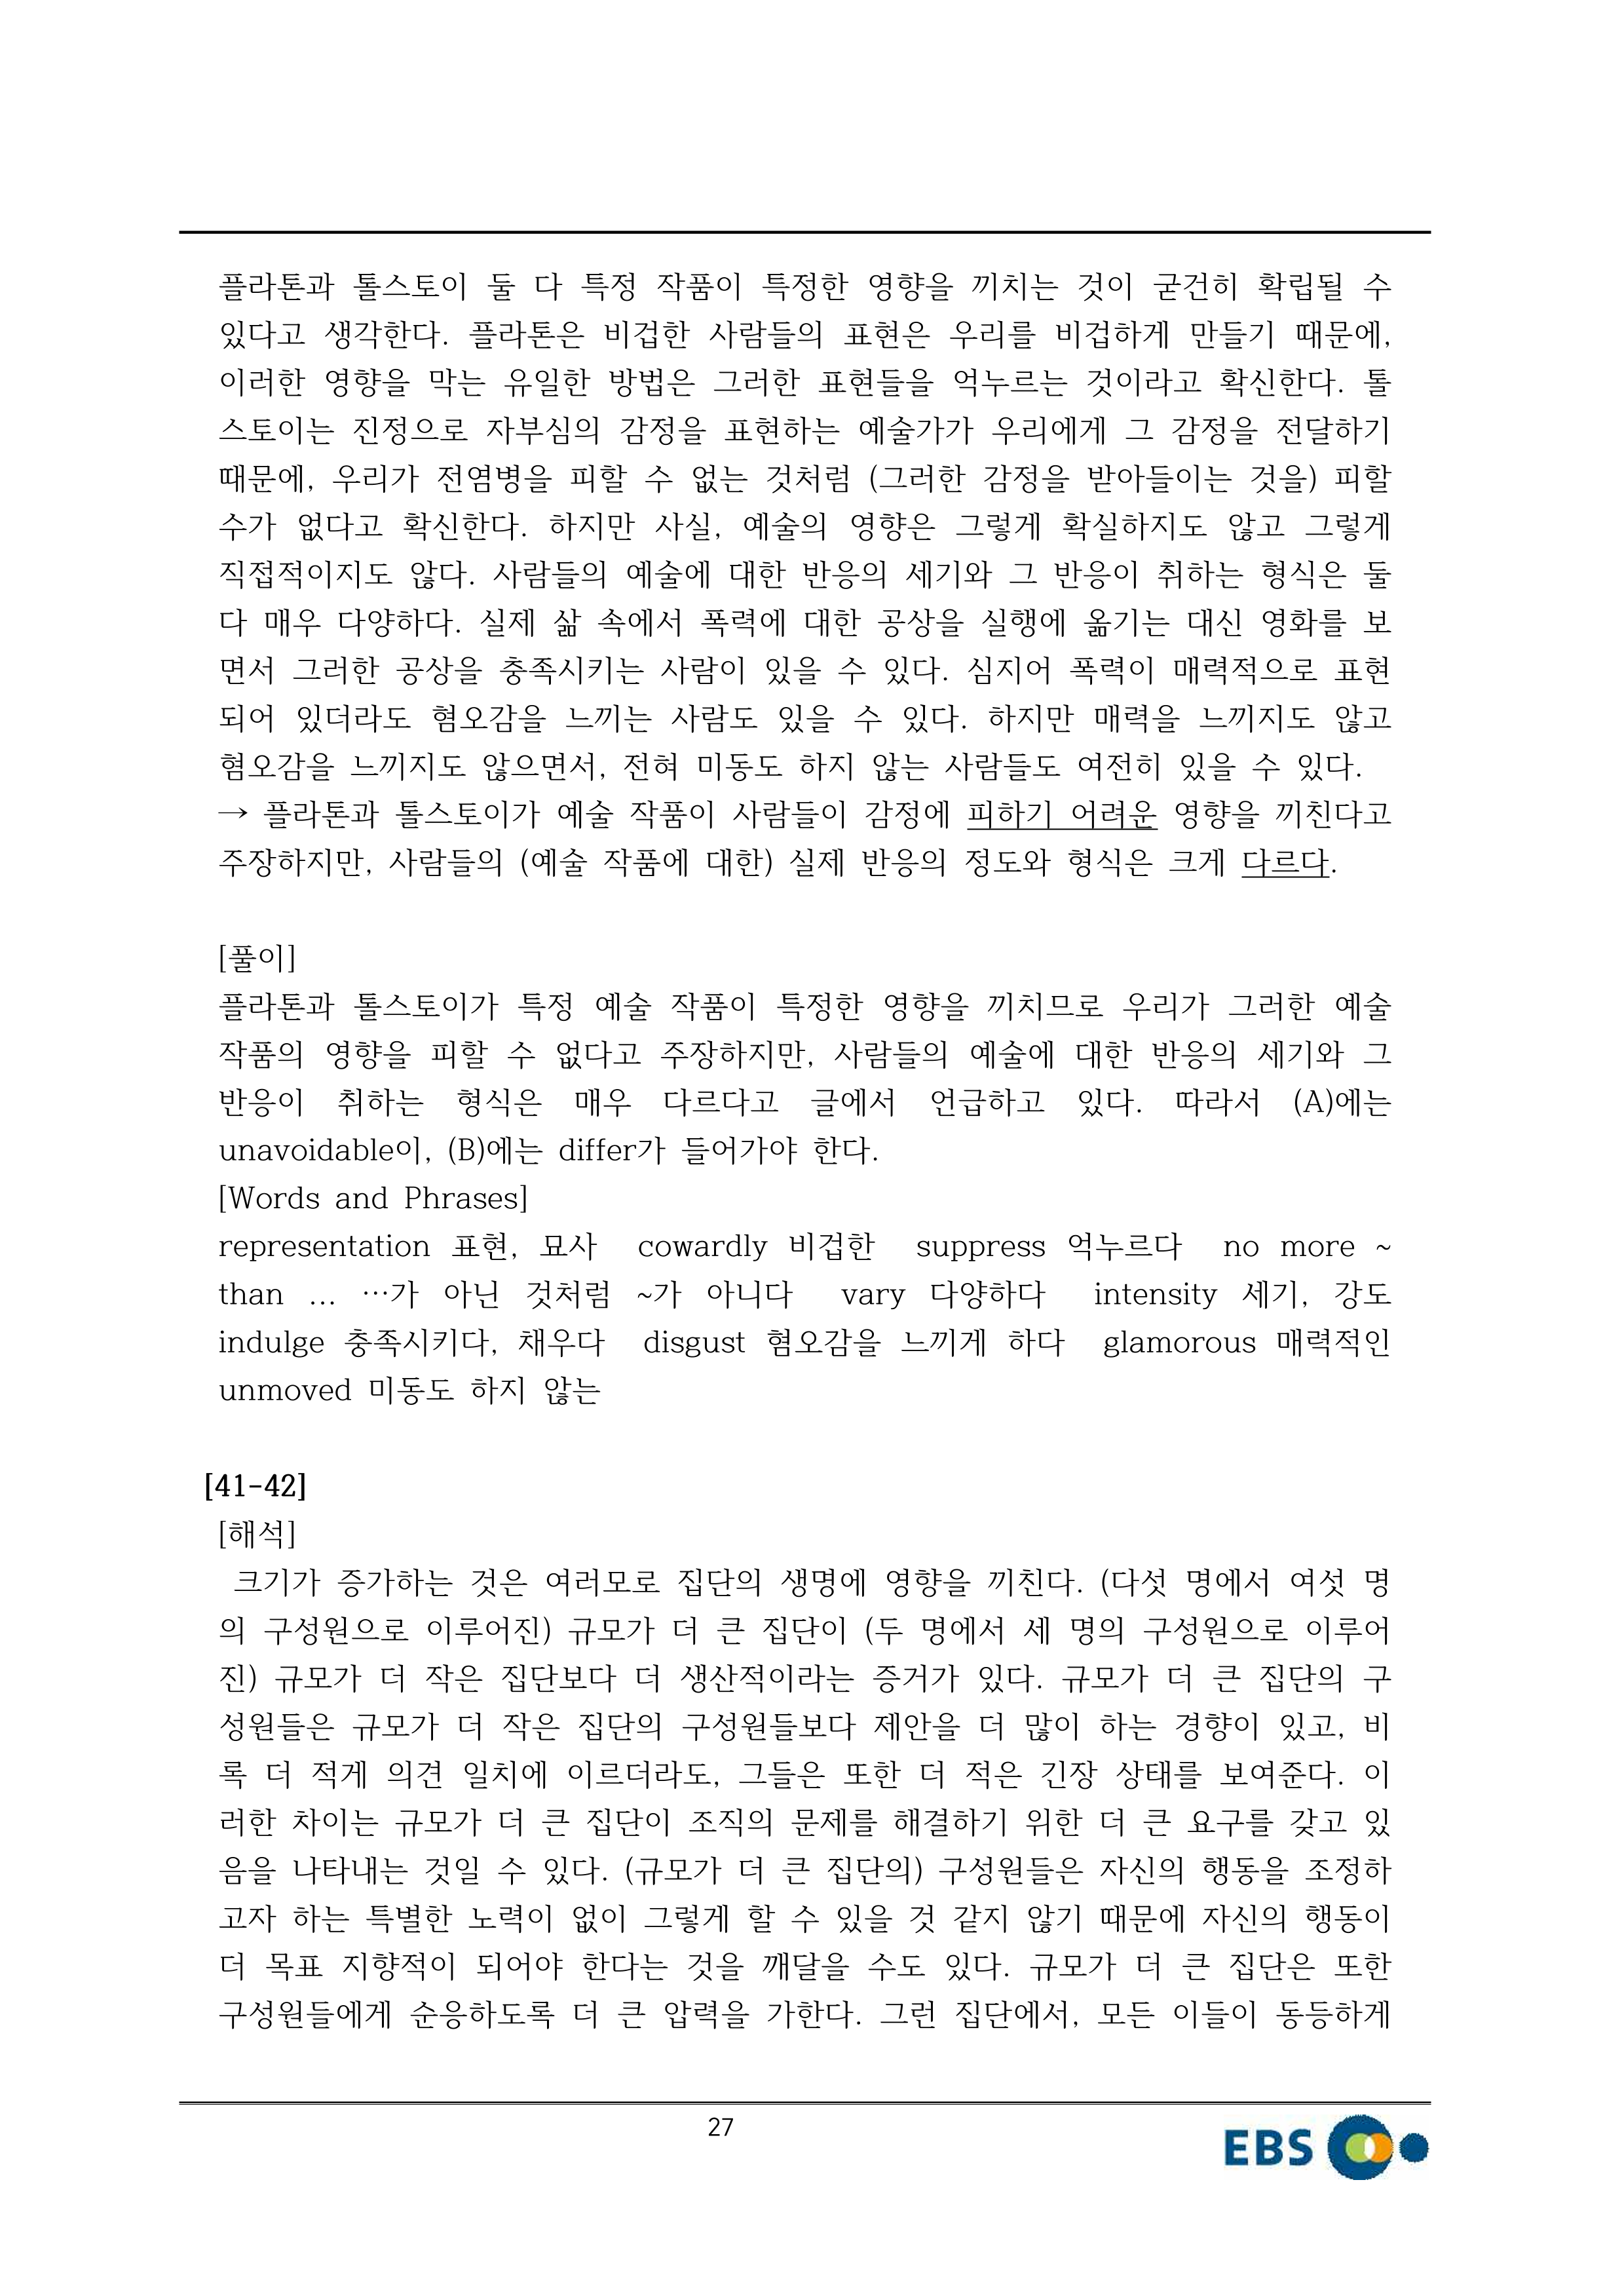 플라톤과 톨스토이 둘 다 특정 작품이 특정한 영향을 끼치는 것이 굳건히 확립될 수
있다고 생각한다. 플라톤은 비겁한 사람들의 표현은 우리를 비겁하게 만들기 때문에,
이러한 영향을 막는 유일한 방법은 그러한 표현들을 억누르는 것이라고 확신한다. 톨
스토이는 진정으로 자부심의 감정을 표현하는 예술가가 우리에게 그 감정을 전달하기
때문에, 우리가 전염병을 피할 수 없는 것처럼 (그러한 감정을 받아들이는 것을) 피할
수가 없다고 확신한다. 하지만 사실, 예술의 영향은 그렇게 확실하지도 않고 그렇게
직접적이지도 않다. 사람들의 예술에 대한 반응의 세기와 그 반응이 취하는 형식은 둘
다 매우 다양하다. 실제 삶 속에서 폭력에 대한 공상을 실행에 옮기는 대신 영화를 보
면서 그러한 공상을 충족시키는 사람이 있을 수 있다. 심지어 폭력이 매력적으로 표현
되어 있더라도 혐오감을 느끼는 사람도 있을 수 있다. 하지만 매력을 느끼지도 않고
혐오감을 느끼지도 않으면서, 전혀 미동도 하지 않는 사람들도 여전히 있을 수 있다.
→ 플라톤과 톨스토이가 예술 작품이 사람들이 감정에 피하기 어려운 영향을 끼친다고
주장하지만, 사람들의 (예술 작품에 대한) 실제 반응의 정도와 형식은 크게 다르다.
[풀이]
플라톤과 톨스토이가 특정 예술 작품이 특정한 영향을 끼치므로 우리가 그러한 예술
작품의 영향을 피할 수 없다고 주장하지만, 사람들의 예술에 대한 반응의 세기와 그
반응이 취하는 형식은 매우 다르다고 글에서 언급하고 있다. 따라서 (A)에는
unavoidable이, (B)에는 differ가 들어가야 한다.
[Words and Phrases]
representation 표현, 묘사 cowardly 비겁한 suppress 억누르다 no more ~
than … …가 아닌 것처럼 ~가 아니다 vary 다양하다 intensity 세기, 강도
indulge 충족시키다, 채우다 disgust 혐오감을 느끼게 하다 glamorous 매력적인
unmoved 미동도 하지 않는
[41-42]
[해석]
크기가 증가하는 것은 여러모로 집단의 생명에 영향을 끼친다. (다섯 명에서 여섯 명
의 구성원으로 이루어진) 규모가 더 큰 집단이 (두 명에서 세 명의 구성원으로 이루어
진) 규모가 더 작은 집단보다 더 생산적이라는 증거가 있다. 규모가 더 큰 집단의 구
성원들은 규모가 더 작은 집단의 구성원들보다 제안을 더 많이 하는 경향이 있고, 비
록 더 적게 의견 일치에 이르더라도, 그들은 또한 더 적은 긴장 상태를 보여준다. 이
러한 차이는 규모가 더 큰 집단이 조직의 문제를 해결하기 위한 더 큰 요구를 갖고 있
음을 나타내는 것일 수 있다. (규모가 더 큰 집단의) 구성원들은 자신의 행동을 조정하
고자 하는 특별한 노력이 없이 그렇게 할 수 있을 것 같지 않기 때문에 자신의 행동이
더 목표 지향적이 되어야 한다는 것을 깨달을 수도 있다. 규모가 더 큰 집단은 또한
구성원들에게 순응하도록 더 큰 압력을 가한다. 그런 집단에서, 모든 이들이 동등하게
27
EBS